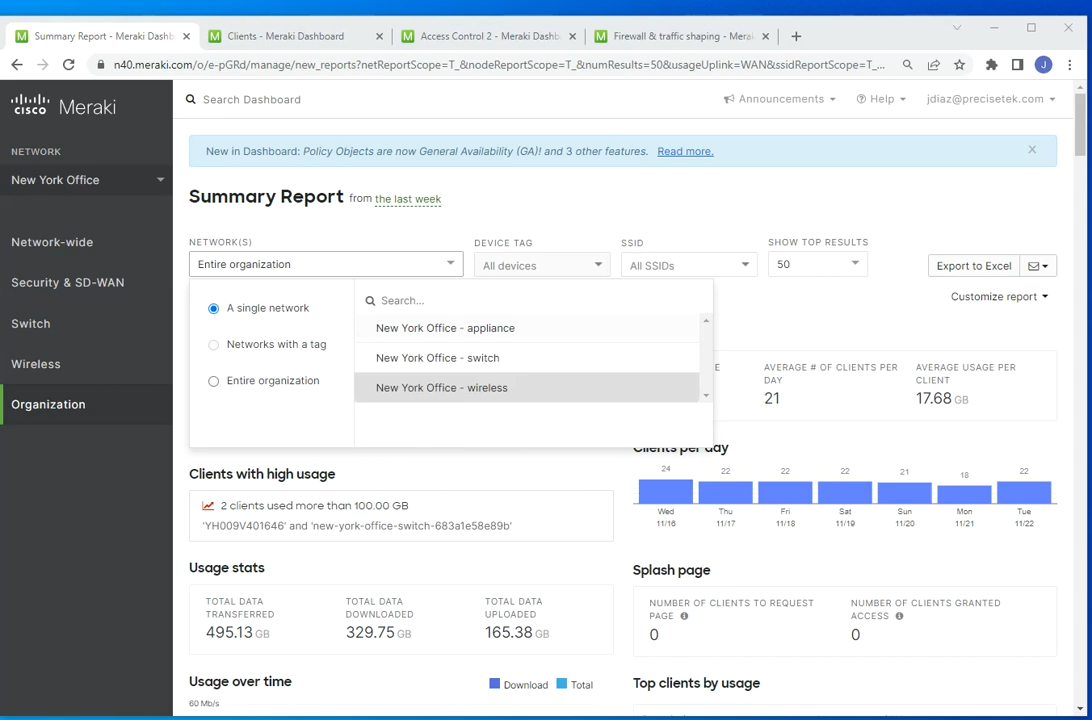 Summary Report - Meraki Dashb
Clients - Meraki Dashboard
Access Control 2 - Meraki Dashb
Firewall & traffic shaping - Merak
n40.meraki.com/o/e-pGRd/manage/new_reports?netReportScope=T_&nodeReportScope=T_&numResults=50&usageUplink=WAN&ssidReportScope=T_...
J
cisco Meraki
Search Dashboard
Announcements
Help
jdiaz@precisetek.com
NETWORK
New York Office
Network-wide
Security & SD-WAN
Switch
Wireless
Organization
New in Dashboard: Policy Objects are now General Availability (GA)! and 3 other features. Read more.
Summary Report from the last week
NETWORK(S)
DEVICE TAG
SSID
SHOW TOP RESULTS
Entire organization
All devices
All SSIDs
50
Export to Excel
Customize report
A single network
Networks with a tag
Entire organization
Search...
New York Office - appliance
New York Office - switch
New York Office - wireless
E
AVERAGE # OF CLIENTS PER DAY
21
AVERAGE USAGE PER CLIENT
17.68 GB
Clients with high usage
2 clients used more than 100.00 GB
'YH009V401646' and 'new-york-office-switch-683a1e58e89b'
Clients per day
24 22 22 22 21 18 22
Wed Thu Fri Sat Sun Mon Tue
11/16 11/17 11/18 11/19 11/20 11/21 11/22
Usage stats
TOTAL DATA TRANSFERRED
495.13 GB
TOTAL DATA DOWNLOADED
329.75 GB
TOTAL DATA UPLOADED
165.38 GB
Splash page
NUMBER OF CLIENTS TO REQUEST PAGE
0
NUMBER OF CLIENTS GRANTED ACCESS
0
Usage over time
Download Total
60 Mb/s
Top clients by usage